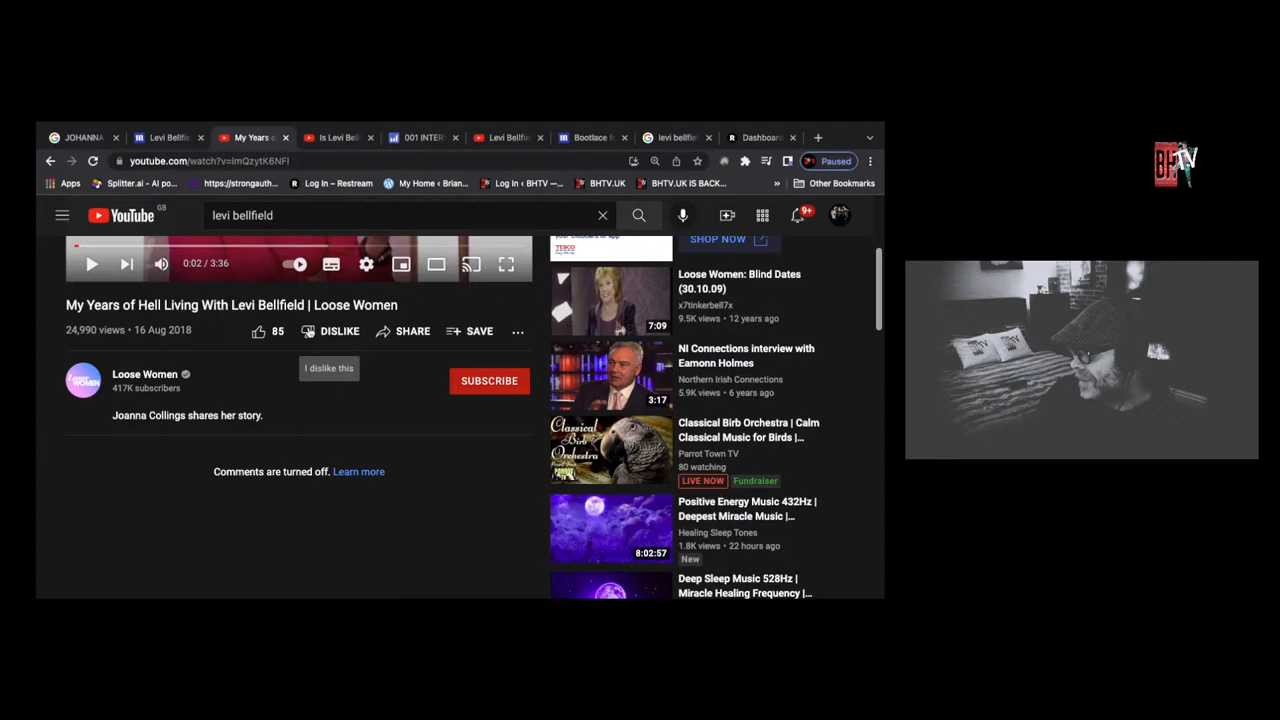 JOHANNA
Levi Bellfie
My Years o
Is Levi Bel
001 INTER
Levi Bellfie
Bootlace fo
levi bellfiel
Dashboard
youtube.com/watch?v=imQzytK6NFI
Paused
Apps
Splitter.ai - AI po...
https://strongauth...
Log In – Restream
My Home ‹ Brian...
Log In ‹ BHTV —...
BHTV.UK
BHTV.UK IS BACK...
»
Other Bookmarks
YouTube GB
levi bellfield
9+
0:02 / 3:36
My Years of Hell Living With Levi Bellfield | Loose Women
24,990 views • 16 Aug 2018
85
DISLIKE
SHARE
SAVE
...
I dislike this
Loose Women
417K subscribers
SUBSCRIBE
Joanna Collings shares her story.
Comments are turned off. Learn more
TESCO
SHOP NOW
Loose Women: Blind Dates
(30.10.09)
x7tinkerbell7x
9.5K views • 12 years ago
7:09
NI Connections interview with
Eamonn Holmes
Northern Irish Connections
5.9K views • 6 years ago
3:17
Classical Birb Orchestra
Classical Birb Orchestra | Calm
Classical Music for Birds |...
Parrot Town TV
80 watching
LIVE NOW
Fundraiser
Positive Energy Music 432Hz |
Deepest Miracle Music |...
Healing Sleep Tones
1.8K views • 22 hours ago
New
8:02:57
Deep Sleep Music 528Hz |
Miracle Healing Frequency |...
BHTV
BHTV
BHTV